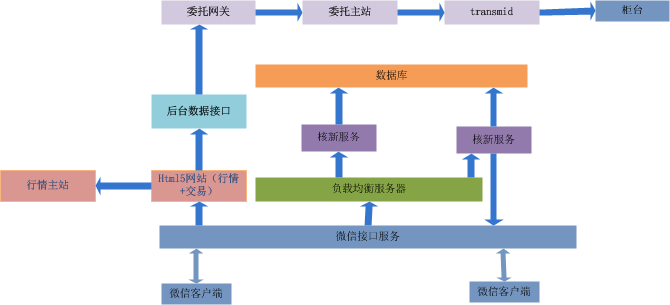 委托网关
委托主站
transmid
柜台
数据库
后台数据接口
核新服务
核新服务
行情主站
Html5网站（行情
+交易）
负载均衡服务器
微信接口服务
微信客户端
微信客户端